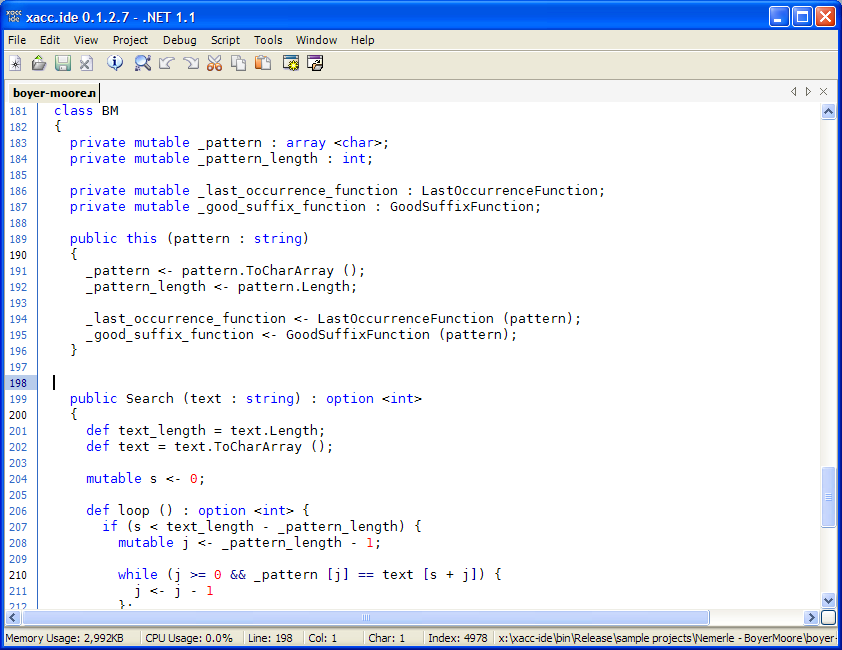 xacc ide xacc.ide 0.1.2.7 - .NET 1.1
File Edit View Project Debug Script Tools Window Help
boyer-moore.n
181 class BM
182 {
183 private mutable _pattern : array <char>;
184 private mutable _pattern_length : int;
185
186 private mutable _last_occurrence_function : LastOccurrenceFunction;
187 private mutable _good_suffix_function : GoodSuffixFunction;
188
189 public this (pattern : string)
190 {
191 _pattern <- pattern.ToCharArray ();
192 _pattern_length <- pattern.Length;
193
194 _last_occurrence_function <- LastOccurrenceFunction (pattern);
195 _good_suffix_function <- GoodSuffixFunction (pattern);
196 }
197
198
199 public Search (text : string) : option <int>
200 {
201 def text_length = text.Length;
202 def text = text.ToCharArray ();
203
204 mutable s <- 0;
205
206 def loop () : option <int> {
207 if (s < text_length - _pattern_length) {
208 mutable j <- _pattern_length - 1;
209
210 while (j >= 0 && _pattern [j] == text [s + j]) {
211 j <- j - 1
212 };
Memory Usage: 2,992KB CPU Usage: 0.0% Line: 198 Col: 1 Char: 1 Index: 4978 x:\xacc-ide\bin\Release\sample projects\Nemerle - BoyerMoore\boyer-